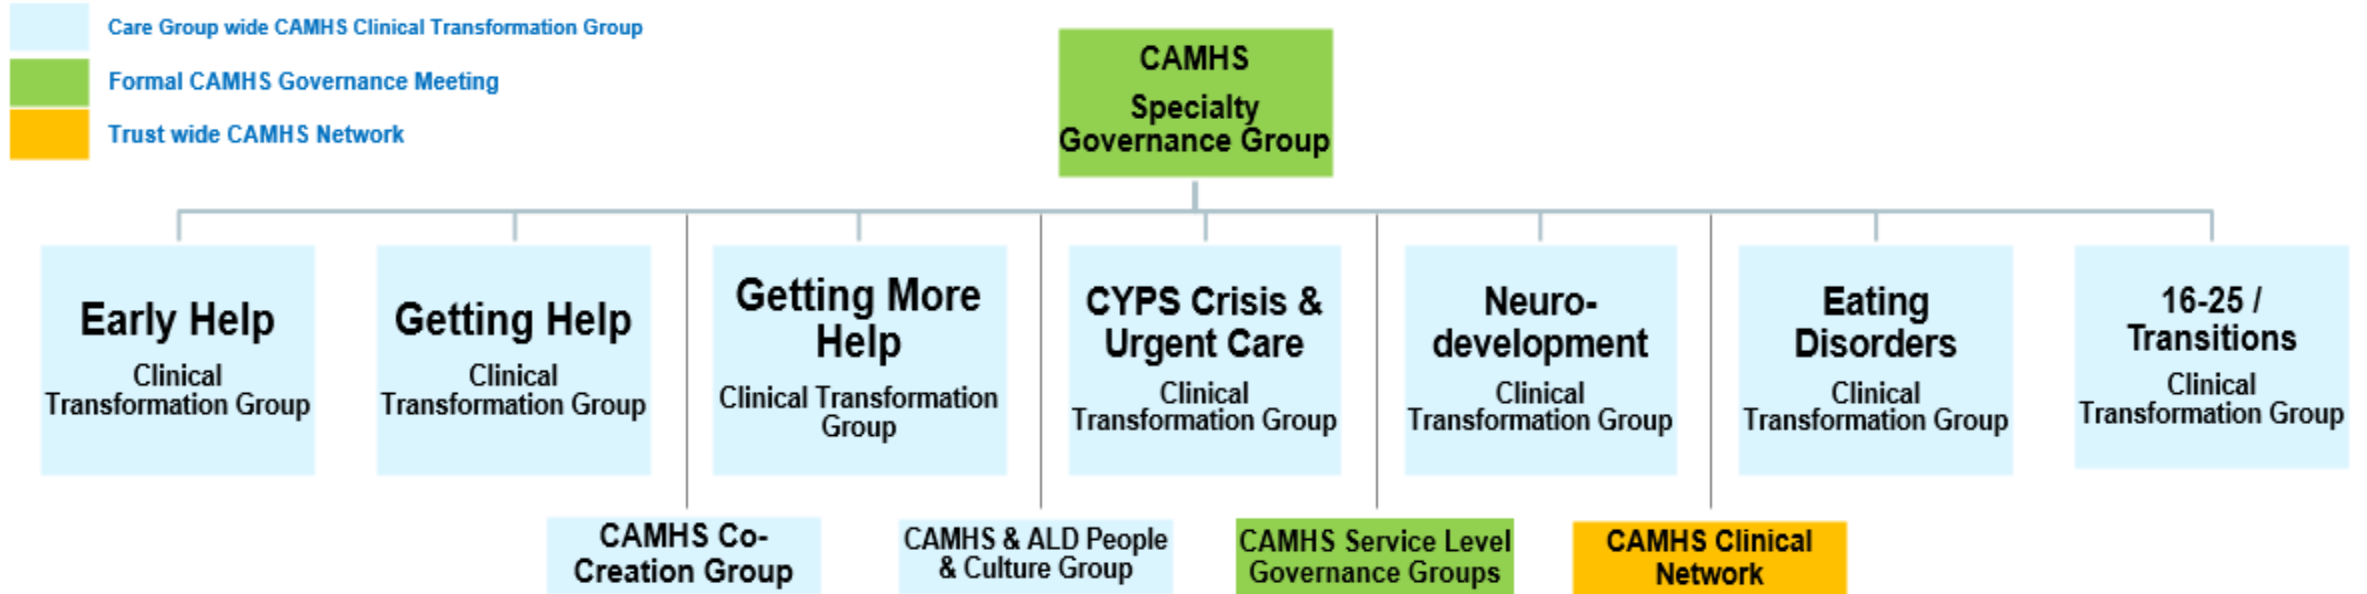 Care Group wide CAMHS Clinical Transformation Group
Formal CAMHS Governance Meeting
Trust wide CAMHS Network
CAMHS
Specialty
Governance Group
Early Help
Clinical
Transformation Group
Getting Help
Clinical
Transformation Group
Getting More
Help
Clinical Transformation
Group
CYPS Crisis &
Urgent Care
Clinical
Transformation Group
Neuro-
development
Clinical
Transformation Group
Eating
Disorders
Clinical
Transformation Group
16-25 /
Transitions
Clinical
Transformation Group
CAMHS Co-
Creation Group
CAMHS & ALD People
& Culture Group
CAMHS Service Level
Governance Groups
CAMHS Clinical
Network